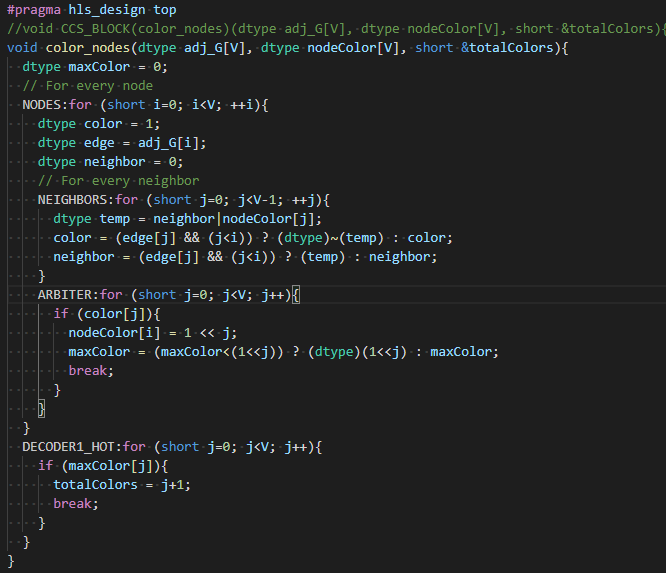 #pragma hls_design top
//void CCS_BLOCK(color_nodes)(dtype adj_G[V], dtype nodeColor[V], short &totalColors){
void color_nodes(dtype adj_G[V], dtype nodeColor[V], short &totalColors){
  dtype maxColor = 0;
  // For every node
  NODES:for (short i=0; i<V; ++i){
    dtype color = 1;
    dtype edge = adj_G[i];
    dtype neighbor = 0;
    // For every neighbor
    NEIGHBORS:for (short j=0; j<V-1; ++j){
      dtype temp = neighbor|nodeColor[j];
      color = (edge[j] && (j<i)) ? (dtype)~(temp) : color;
      neighbor = (edge[j] && (j<i)) ? (temp) : neighbor;
    }
    ARBITER:for (short j=0; j<V; j++){
      if (color[j]){
        nodeColor[i] = 1 << j;
        maxColor = (maxColor<(1<<j)) ? (dtype)(1<<j) : maxColor;
        break;
      }
    }
  }
  DECODER1_HOT:for (short j=0; j<V; j++){
    if (maxColor[j]){
      totalColors = j+1;
      break;
    }
  }
}